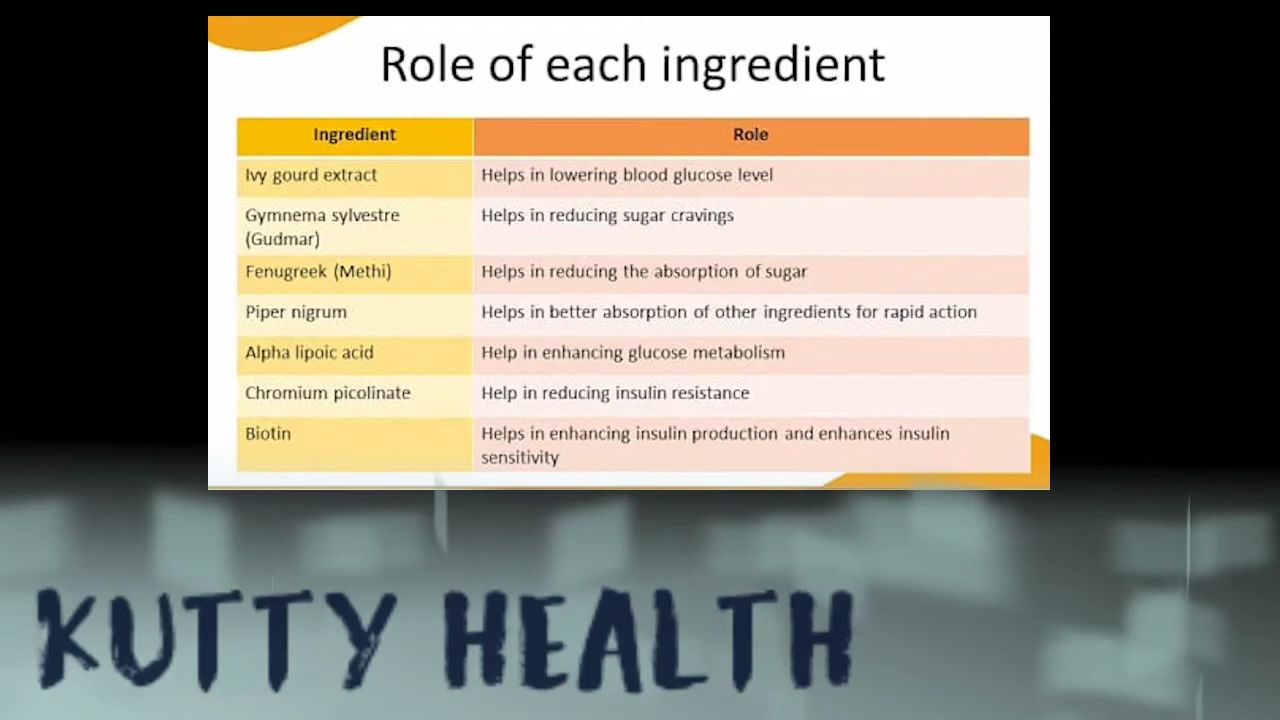 Role of each ingredient
Ingredient Role
Ivy gourd extract Helps in lowering blood glucose level
Gymnema sylvestre Helps in reducing sugar cravings
(Gudmar)
Fenugreek (Methi) Helps in reducing the absorption of sugar
Piper nigrum Helps in better absorption of other ingredients for rapid action
Alpha lipoic acid Help in enhancing glucose metabolism
Chromium picolinate Help in reducing insulin resistance
Biotin Helps in enhancing insulin production and enhances insulin
sensitivity
KUTTY HEALTH